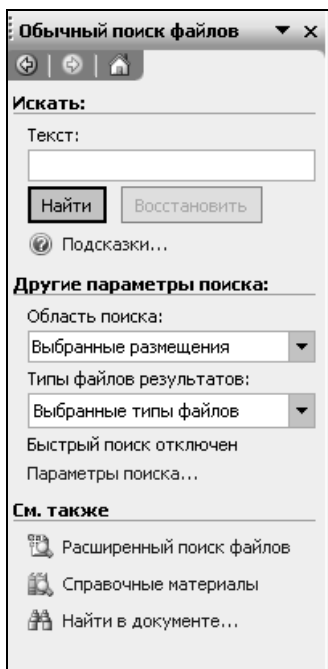 Обычный поиск файлов
Искать:
Текст:
Найти Восстановить
Подсказки...
Другие параметры поиска:
Область поиска:
Выбранные размещения
Типы файлов результатов:
Выбранные типы файлов
Быстрый поиск отключен
Параметры поиска...
См. также
Расширенный поиск файлов
Справочные материалы
Найти в документе...